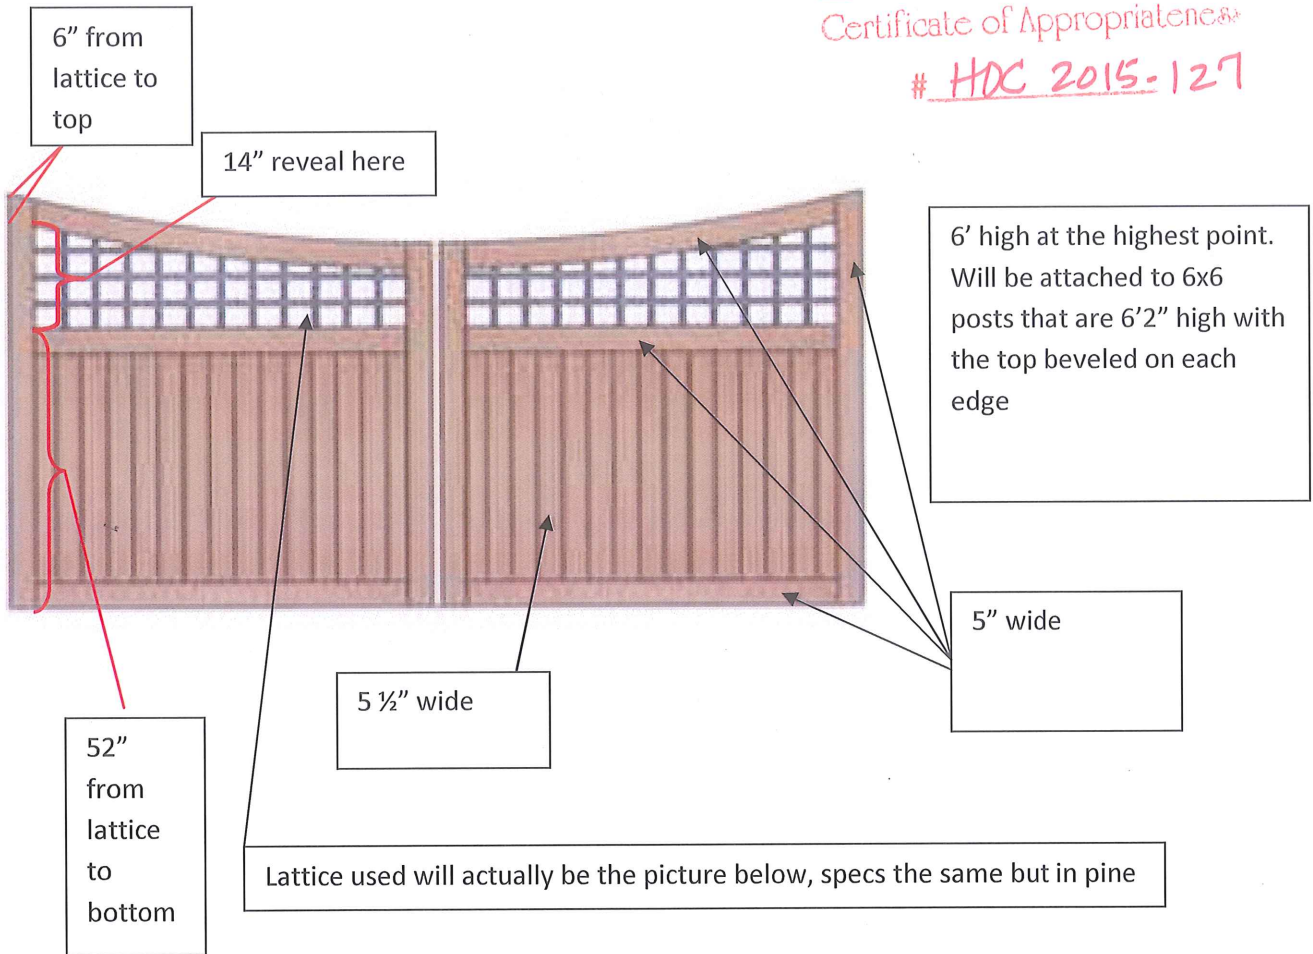 Certificate of Appropriateness
# HDC 2015-127
6” from
lattice to
top
14” reveal here
6’ high at the highest point.
Will be attached to 6x6
posts that are 6’2” high with
the top beveled on each
edge
5” wide
5 ½” wide
52”
from
lattice
to
bottom
Lattice used will actually be the picture below, specs the same but in pine